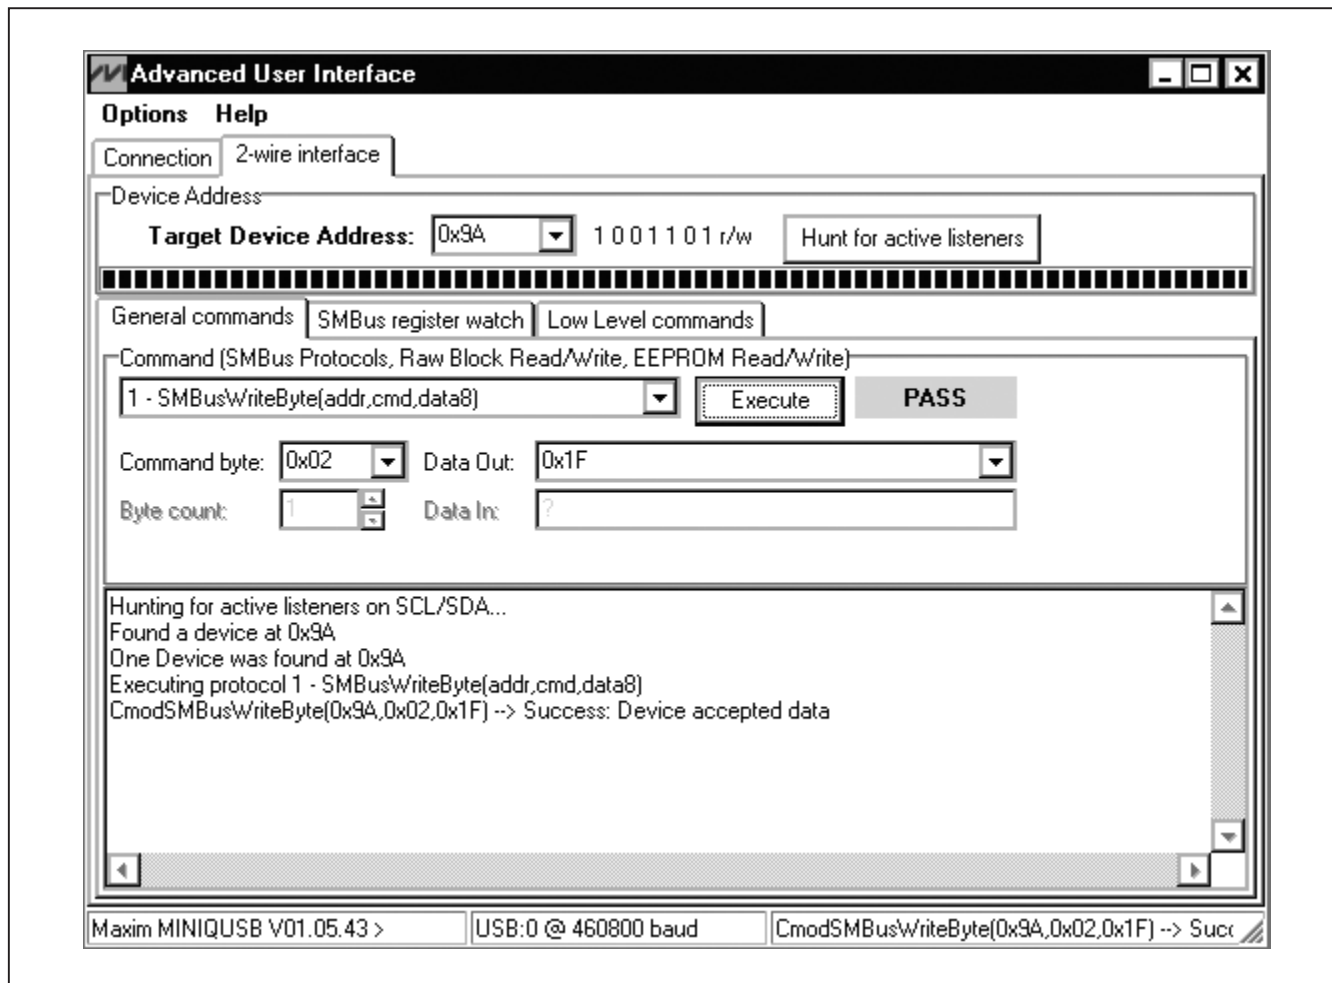 Advanced User Interface
Options Help
Connection 2-wire interface
Device Address
Target Device Address: 0x9A 1 0 0 1 1 0 1 r/w Hunt for active listeners
General commands SMBus register watch Low Level commands
Command (SMBus Protocols, Raw Block Read/Write, EEPROM Read/Write)
1 - SMBusWriteByte(addr,cmd,data8) Execute PASS
Command byte: 0x02 Data Out: 0x1F
Byte count: 1 Data In: ?
Hunting for active listeners on SCL/SDA...
Found a device at 0x9A
One Device was found at 0x9A
Executing protocol 1 - SMBusWriteByte(addr,cmd,data8)
CmodSMBusWriteByte(0x9A,0x02,0x1F) --> Success: Device accepted data
Maxim MINIQUSB V01.05.43 > USB:0 @ 460800 baud CmodSMBusWriteByte(0x9A,0x02,0x1F) --> Succ